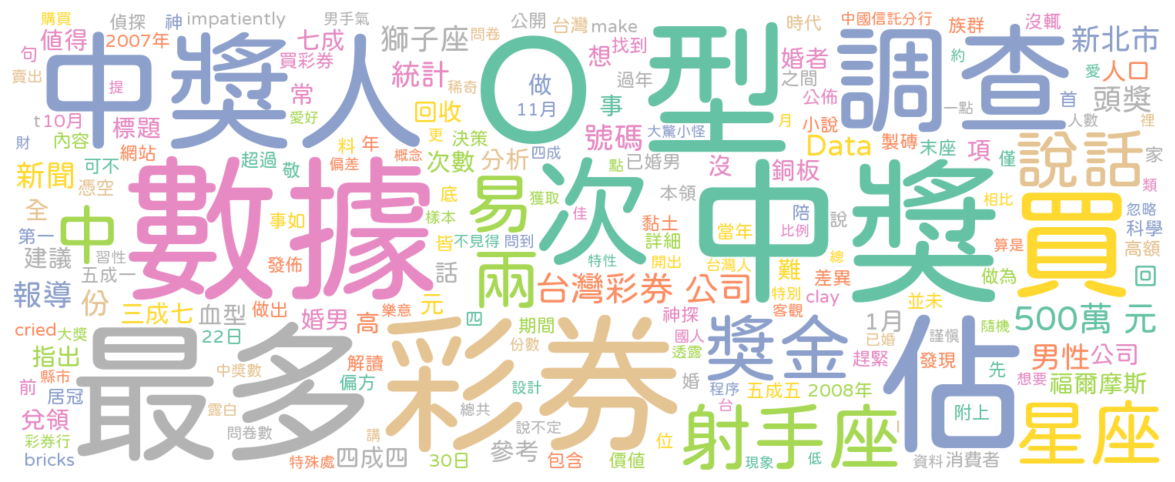 購買 偵探 神 impatiently 男手氣 問卷 公開 台灣 make 時代 中國信託分行 族群 沒輒
值得 2007年 七成 獅子座 想 找到 婚者 約 新北市
句 買彩券 統計 過年 之間 愛 人口
賣出 提 常 回收 稀奇 做 11月 事 公佈 一點 首 頭獎
中獎人 O型 調查
t 10月 標題 愛好 更 決策 號碼 大驚小怪 月 小說 人數 裡
財 內容 網站 料 年 概念 次數 分析 四成 已婚男 沒 Data 製磚 末座 項 僅 說話 家
新聞 可不 超過 敬 偏差 點 銅板 相比 類
憑空 底 獲取 本領 陪
全 中 數據 事如 樣本 易 次 佳 黏土 當年 比例 中獎 說 買 忽略
第一 習性 皆 不見得 問到 詳細 科學
建議 五成一 發佈 兩 特性 開出 台灣人 難 總 差異 算是 高額
報導 份 話 台灣彩券 公司 特別 做為 回
三成七 血型 做出 婚男 高 樂意 元 四 期間 神探 clay 客觀 並未 500萬 元
cried 大獎 22日 份數 國人 獎金 1月 謹慎 隨機
指出 最多 解讀 彩券 透露 已婚 趕緊 佔 發現 先 男性 公司
前 縣市 中獎數 偏方 設計 婚 程序 五成五 2008年 想要 福爾摩斯
居冠 露白 總共 台 附上
兌領 問卷數 講 說不定 射手座 星座
彩券行 參考 位
bricks 特殊處 四成四 30日 包含 價值 現象 低 l 資料 消費者